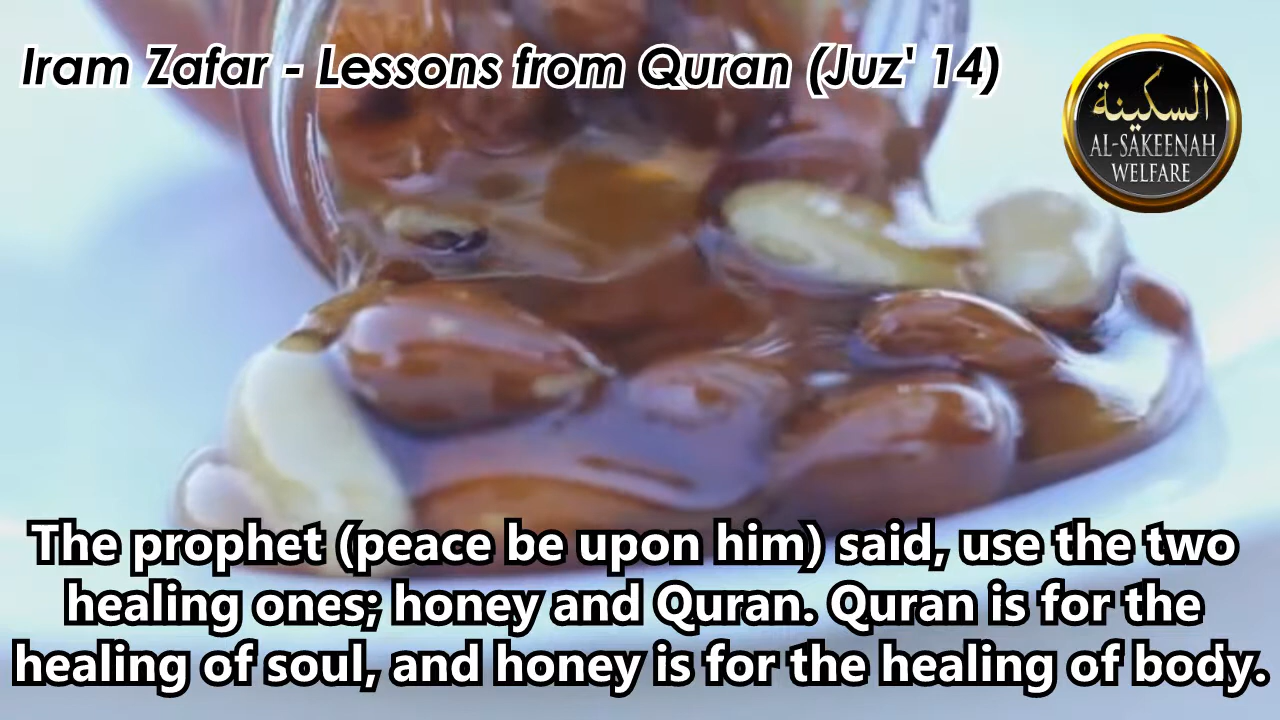 Iram Zafar - Lessons from Quran (Juz' 14)
السكينة
AL-SAKEENAH
WELFARE
The prophet (peace be upon him) said, use the two
healing ones; honey and Quran. Quran is for the
healing of soul, and honey is for the healing of body.